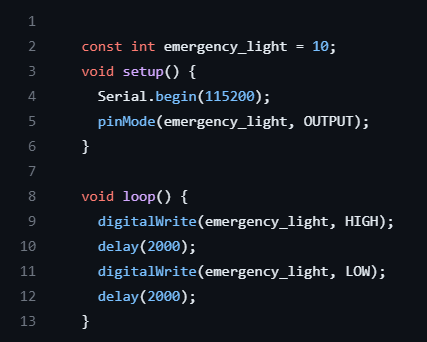 1
2 const int emergency_light = 10;
3 void setup() {
4 Serial.begin(115200);
5 pinMode(emergency_light, OUTPUT);
6 }
7
8 void loop() {
9 digitalWrite(emergency_light, HIGH);
10 delay(2000);
11 digitalWrite(emergency_light, LOW);
12 delay(2000);
13 }